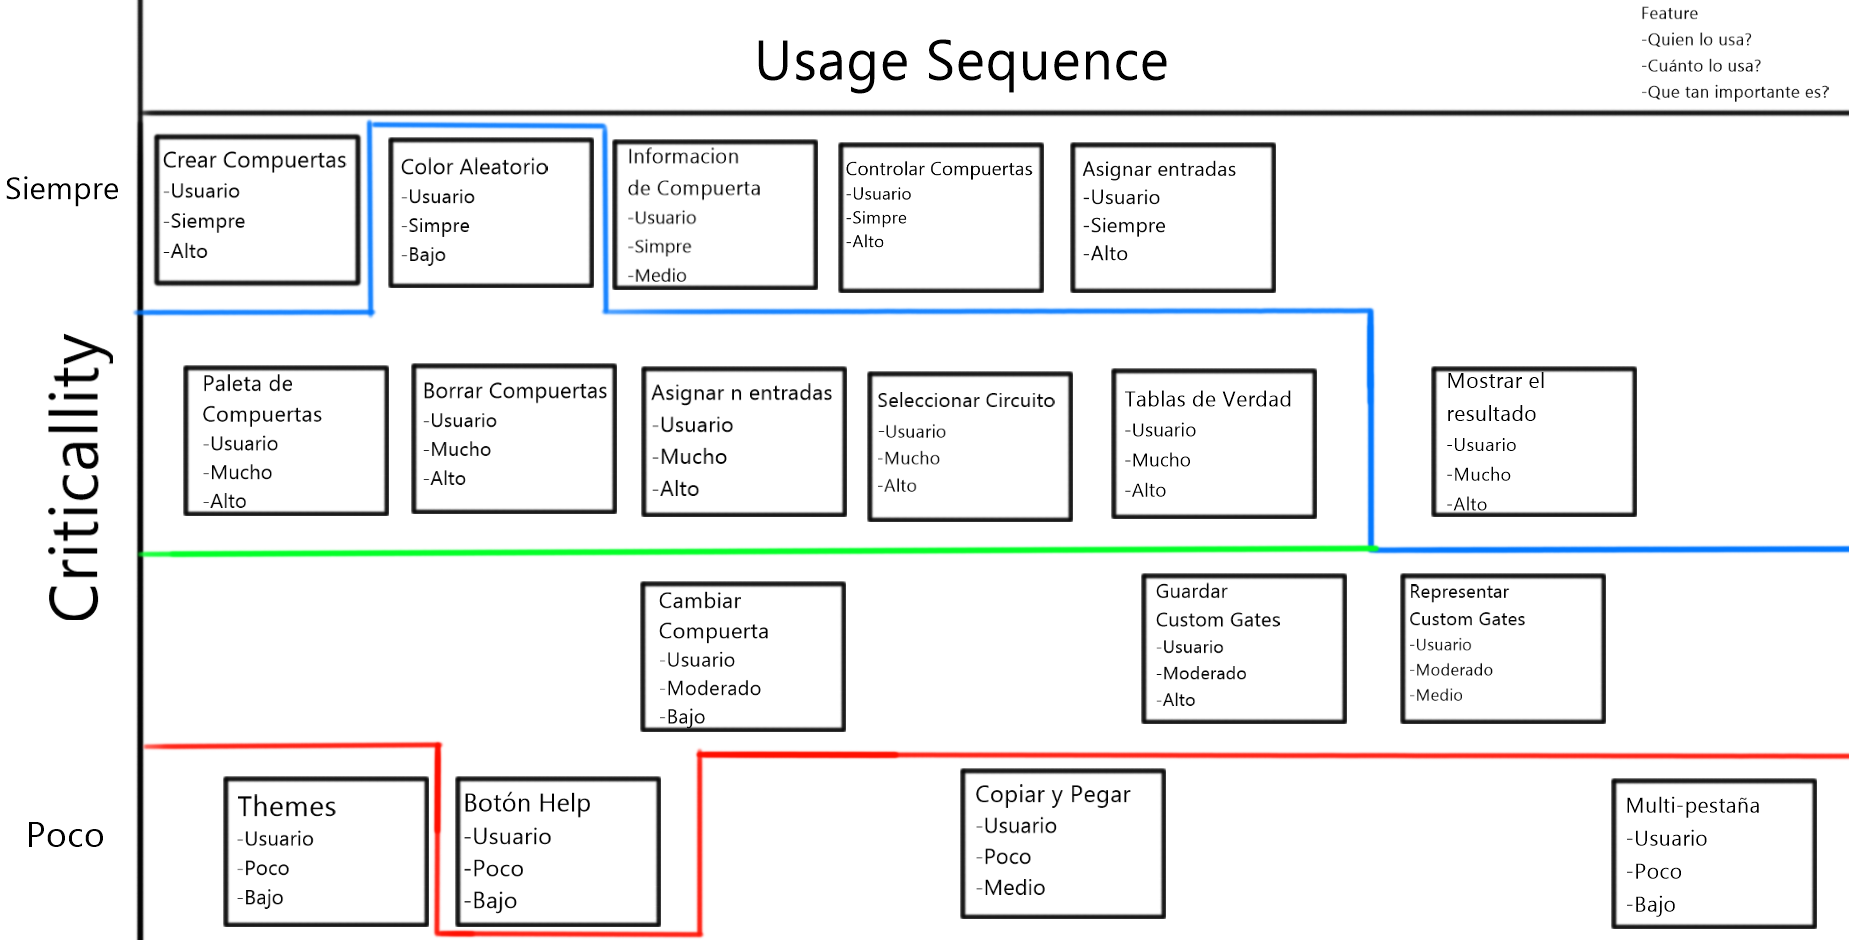 Usage Sequence
Feature
-Quien lo usa?
-Cuánto lo usa?
-Que tan importante es?
Criticallity
Siempre
Crear Compuertas
-Usuario
-Siempre
-Alto
Color Aleatorio
-Usuario
-Simpre
-Bajo
Informacion
de Compuerta
-Usuario
-Simpre
-Medio
Controlar Compuertas
-Usuario
-Simpre
-Alto
Asignar entradas
-Usuario
-Siempre
-Alto
Paleta de
Compuertas
-Usuario
-Mucho
-Alto
Borrar Compuertas
-Usuario
-Mucho
-Alto
Asignar n entradas
-Usuario
-Mucho
-Alto
Seleccionar Circuito
-Usuario
-Mucho
-Alto
Tablas de Verdad
-Usuario
-Mucho
-Alto
Mostrar el
resultado
-Usuario
-Mucho
-Alto
Cambiar
Compuerta
-Usuario
-Moderado
-Bajo
Guardar
Custom Gates
-Usuario
-Moderado
-Alto
Representar
Custom Gates
-Usuario
-Moderado
-Medio
Poco
Themes
-Usuario
-Poco
-Bajo
Botón Help
-Usuario
-Poco
-Bajo
Copiar y Pegar
-Usuario
-Poco
-Medio
Multi-pestaña
-Usuario
-Poco
-Bajo